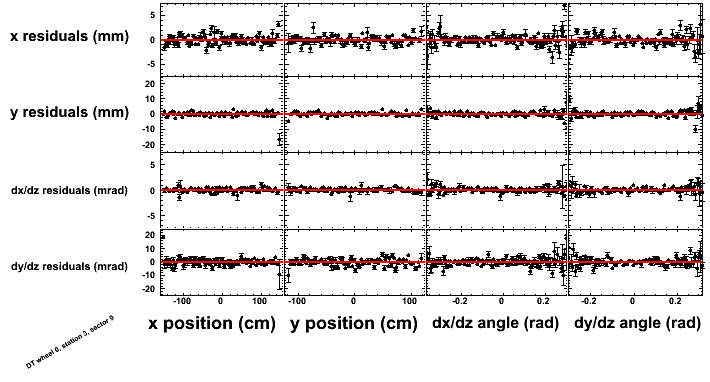 x residuals (mm)
5
0
-5
y residuals (mm)
20
10
0
-10
-20
dx/dz residuals (mrad)
5
0
-5
dy/dz residuals (mrad)
20
10
0
-10
-20
-100 0 100 -100 0 100 -0.2 0 0.2 -0.2 0 0.2
x position (cm) y position (cm) dx/dz angle (rad) dy/dz angle (rad)
DT wheel 0, station 3, sector 9